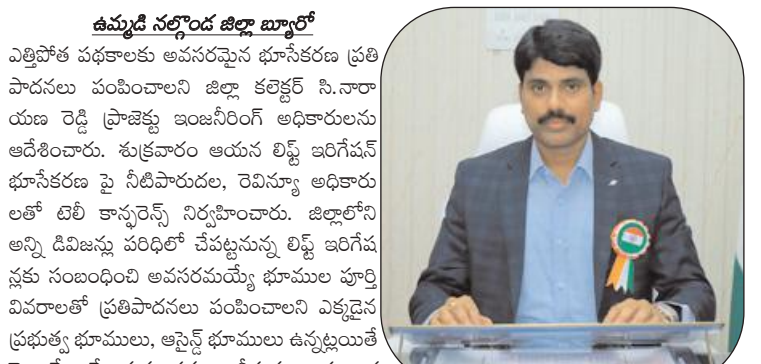 ఉమ్మడి నల్గొండ జిల్లా బ్యూరో
ఎత్తిపోత పథకాలకు అవసరమైన భూసేకరణ ప్రతి
పాదనలు పంపించాలని జిల్లా కలెక్టర్ సి.నారా
యణ రెడ్డి ప్రాజెక్టు ఇంజనీరింగ్ అధికారులను
ఆదేశించారు. శుక్రవారం ఆయన లిఫ్ట్ ఇరిగేషన్
భూసేకరణ పై నీటిపారుదల, రెవిన్యూ అధికారు
లతో టెలీ కాన్ఫరెన్స్ నిర్వహించారు. జిల్లాలోని
అన్ని డివిజన్లు పరిధిలో చేపట్టనున్న లిఫ్ట్ ఇరిగేష
న్లకు సంబంధించి అవసరమయ్యే భూముల పూర్తి
వివరాలతో ప్రతిపాదనలు పంపించాలని ఎక్కడైన
ప్రభుత్వ భూములు, ఆసైన్డ్ భూములు ఉన్నట్లయితే